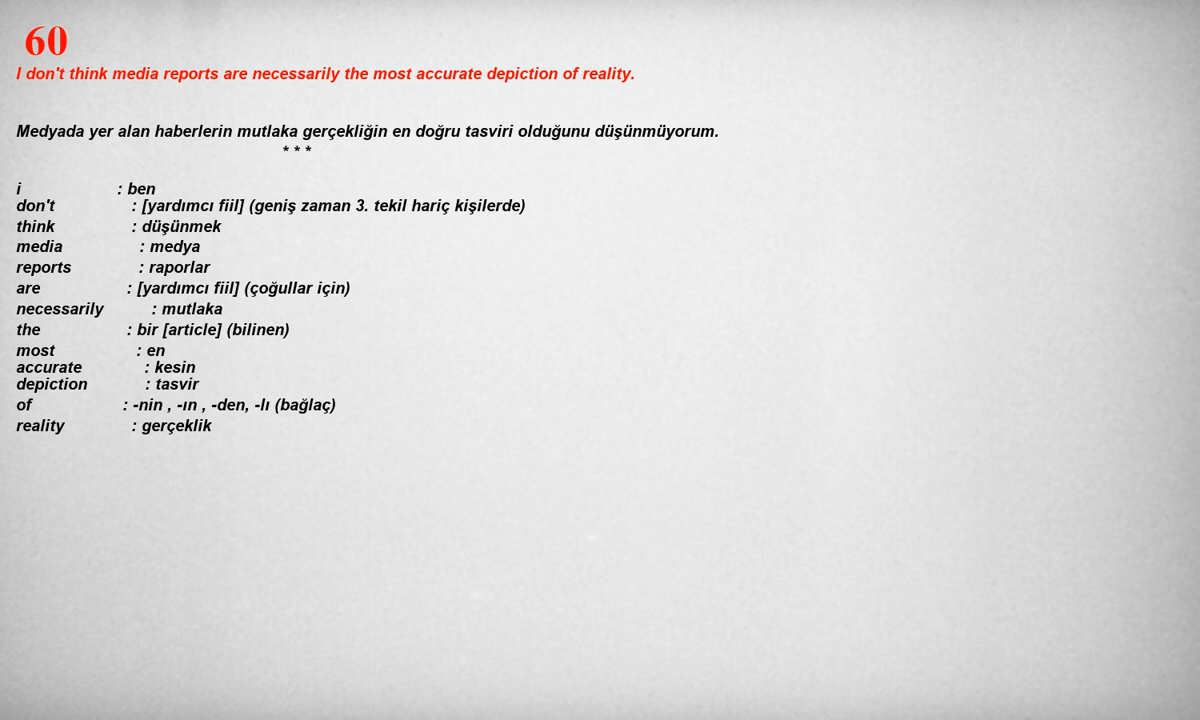 60
I don't think media reports are necessarily the most accurate depiction of reality.
Medyada yer alan haberlerin mutlaka gerçekliğin en doğru tasviri olduğunu düşünmüyorum.
* * *
i : ben
don't : [yardımcı fiil] (geniş zaman 3. tekil hariç kişilerde)
think : düşünmek
media : medya
reports : raporlar
are : [yardımcı fiil] (çoğullar için)
necessarily : mutlaka
the : bir [article] (bilinen)
most : en
accurate : kesin
depiction : tasvir
of : -nin , -ın , -den, -lı (bağlaç)
reality : gerçeklik